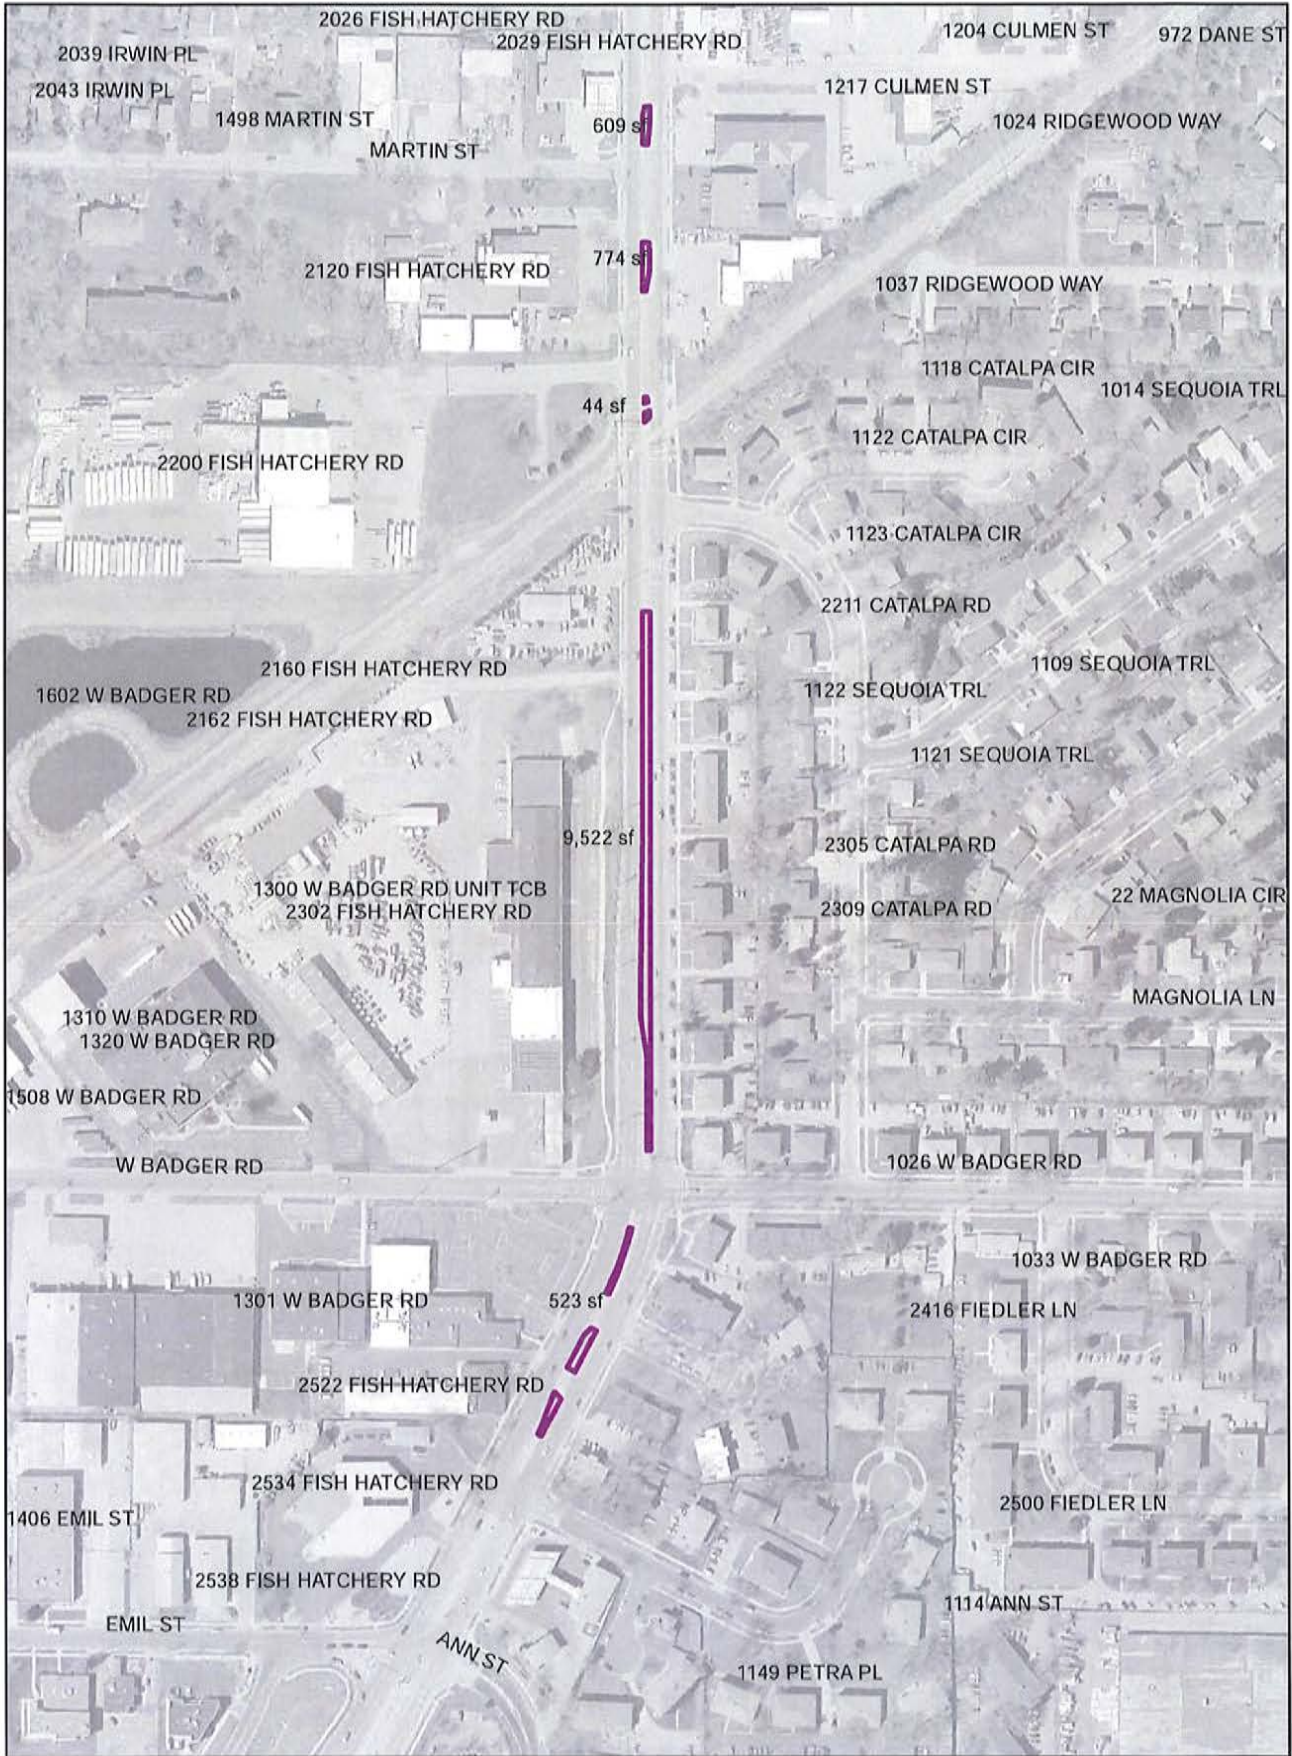 2026 FISH HATCHERY RD
2029 FISH HATCHERY RD
1204 CULMEN ST
972 DANE ST
2039 IRWIN PL
2043 IRWIN PL
1217 CULMEN ST
1498 MARTIN ST
609 sf
1024 RIDGEWOOD WAY
MARTIN ST
774 sf
2120 FISH HATCHERY RD
1037 RIDGEWOOD WAY
1118 CATALPA CIR
1014 SEQUOIA TRL
44 sf
1122 CATALPA CIR
2200 FISH HATCHERY RD
1123 CATALPA CIR
2211 CATALPA RD
2160 FISH HATCHERY RD
1109 SEQUOIA TRL
1602 W BADGER RD
1122 SEQUOIA TRL
2162 FISH HATCHERY RD
1121 SEQUOIA TRL
9,522 sf
2305 CATALPA RD
1300 W BADGER RD UNIT TCB
22 MAGNOLIA CIR
2302 FISH HATCHERY RD
2309 CATALPA RD
MAGNOLIA LN
1310 W BADGER RD
1320 W BADGER RD
1508 W BADGER RD
W BADGER RD
1026 W BADGER RD
1033 W BADGER RD
1301 W BADGER RD
523 sf
2416 FIEDLER LN
2522 FISH HATCHERY RD
2534 FISH HATCHERY RD
2500 FIEDLER LN
1406 EMIL ST
2538 FISH HATCHERY RD
1114 ANN ST
EMIL ST
ANN ST
1149 PETRA PL